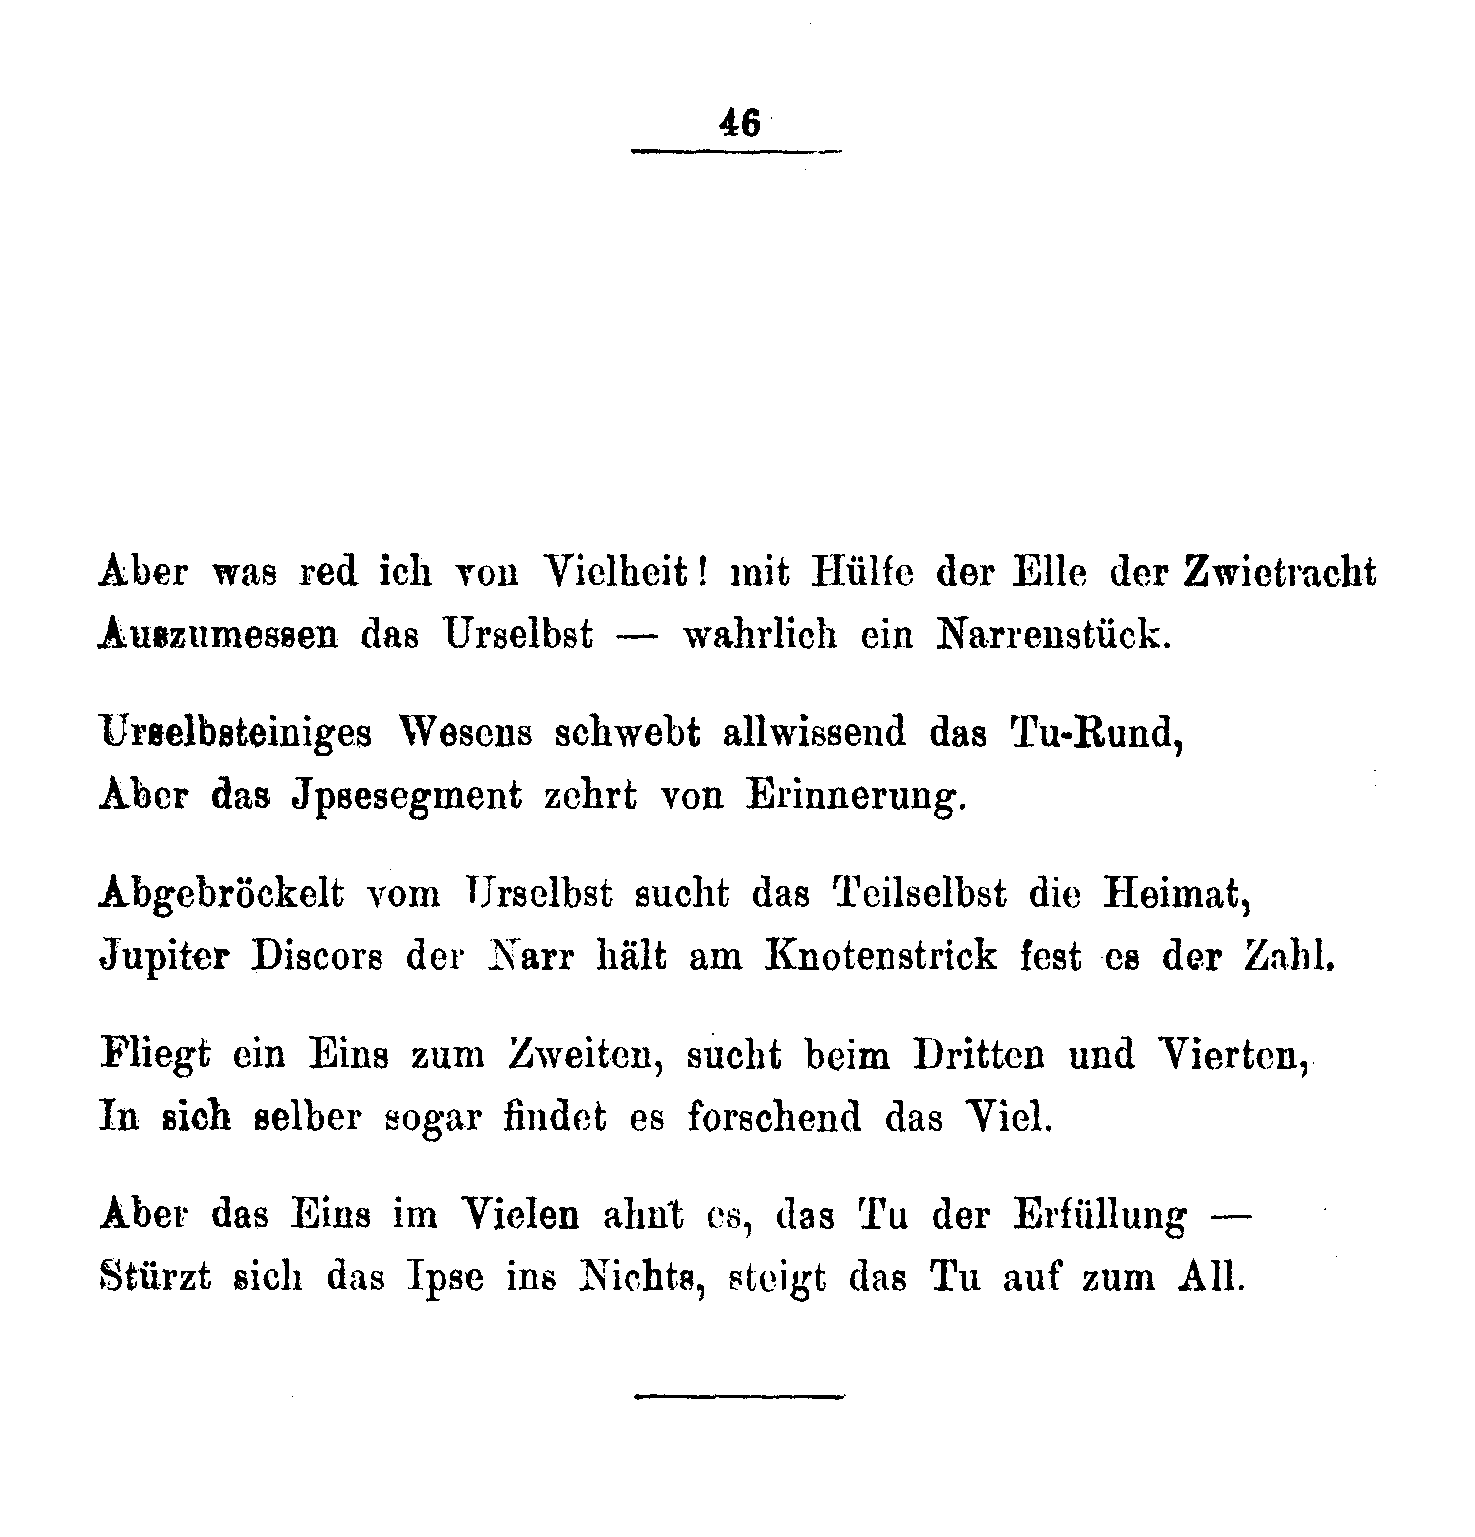 46
Aber was red ich von Vielheit! mit Hülfe der Elle der Zwietracht
Auszumessen das Urselbst — wahrlich ein Narrenstück.
Urselbsteiniges Wesens schwebt allwissend das Tu-Rund,
Aber das Jpsesegment zehrt von Erinnerung.
Abgebröckelt vom Urselbst sucht das Teilselbst die Heimat,
Jupiter Discors der Narr hält am Knotenstrick fest es der Zahl.
Fliegt ein Eins zum Zweiten, sucht beim Dritten und Vierten,
In sich selber sogar findet es forschend das Viel.
Aber das Eins im Vielen ahnt es, das Tu der Erfüllung —
Stürzt sich das Ipse ins Nichts, steigt das Tu auf zum All.